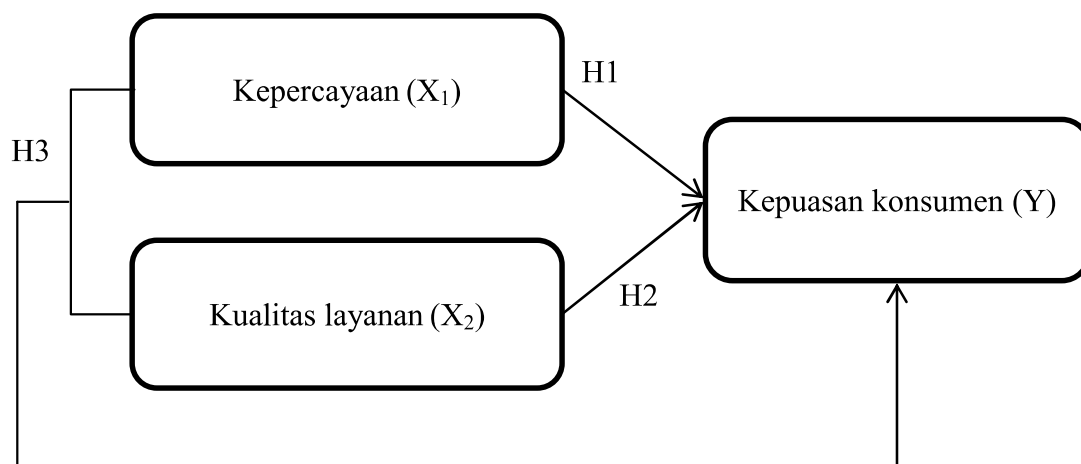 Kepercayaan (X₁)
H1
H3
Kepuasan konsumen (Y)
Kualitas layanan (X₂)
H2